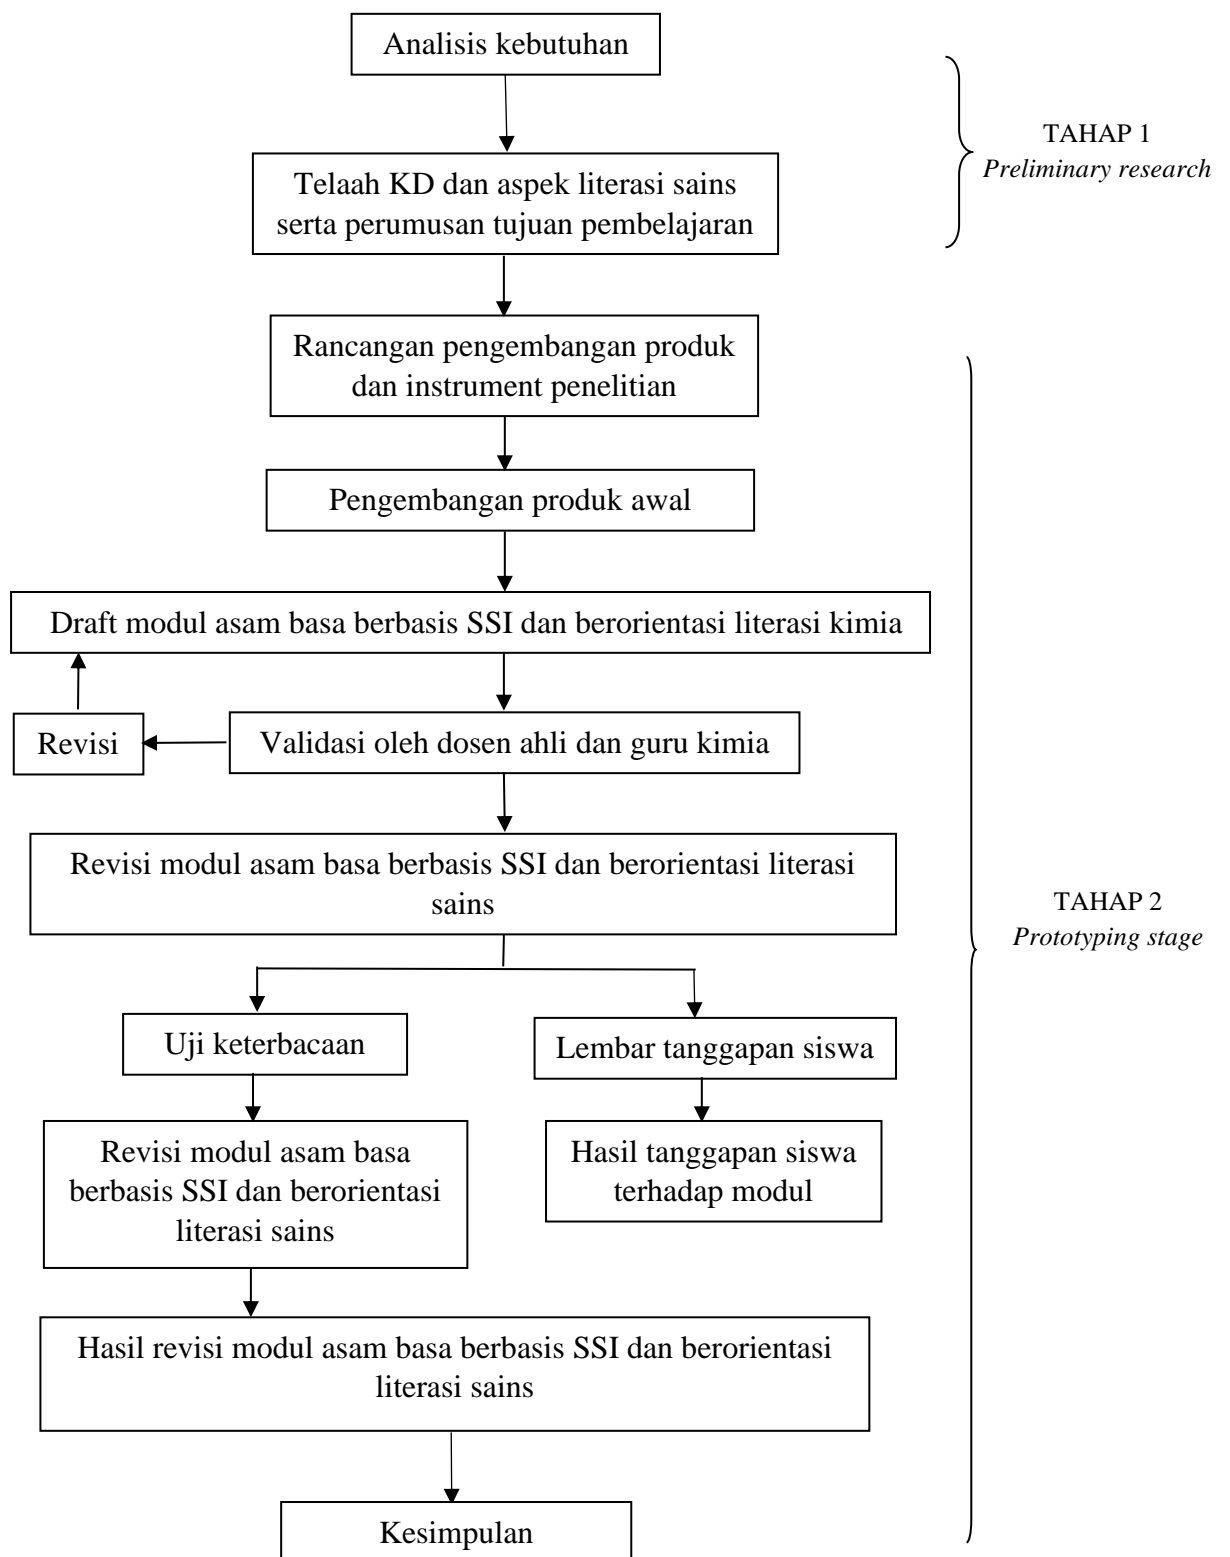 Analisis kebutuhan
TAHAP 1
Preliminary research
Telaah KD dan aspek literasi sains
serta perumusan tujuan pembelajaran
Rancangan pengembangan produk
dan instrument penelitian
Pengembangan produk awal
Draft modul asam basa berbasis SSI dan berorientasi literasi kimia
Revisi
Validasi oleh dosen ahli dan guru kimia
Revisi modul asam basa berbasis SSI dan berorientasi literasi
sains
TAHAP 2
Prototyping stage
Uji keterbacaan
Lembar tanggapan siswa
Revisi modul asam basa
berbasis SSI dan berorientasi
literasi sains
Hasil tanggapan siswa
terhadap modul
Hasil revisi modul asam basa berbasis SSI dan berorientasi
literasi sains
Kesimpulan